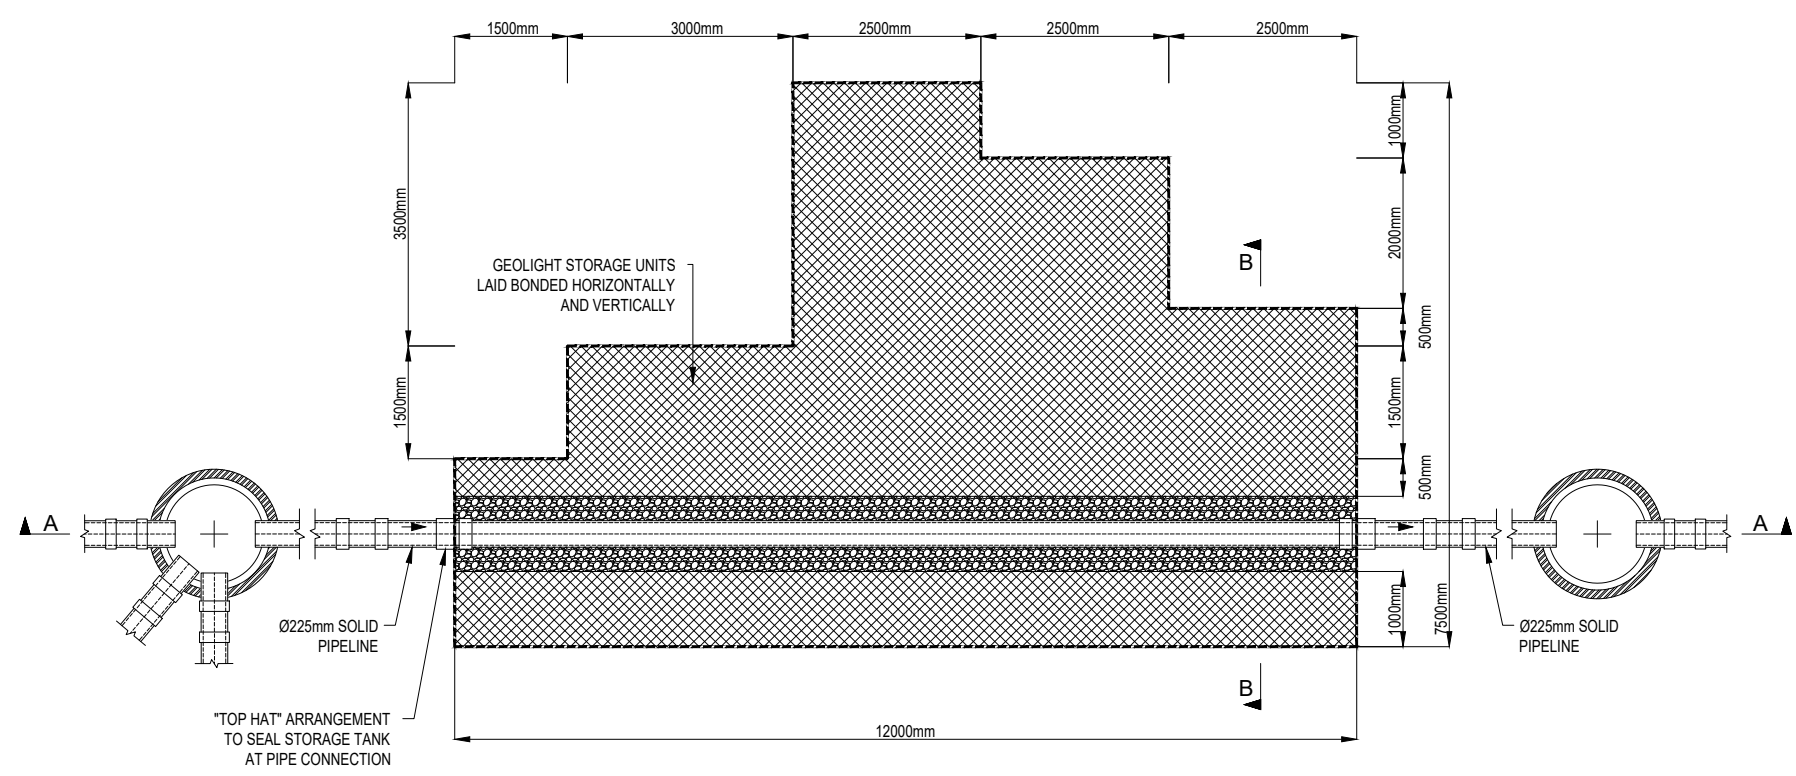 1500mm
3000mm
2500mm
2500mm
2500mm
1000mm
3500mm
2000mm
B
GEOLIGHT STORAGE UNITS
LAID BONDED HORIZONTALLY
AND VERTICALLY
500mm
1500mm
1500mm
500mm
A
A
1000mm
7500mm
Ø225mm SOLID
PIPELINE
Ø225mm SOLID
PIPELINE
B
"TOP HAT" ARRANGEMENT
TO SEAL STORAGE TANK
AT PIPE CONNECTION
12000mm